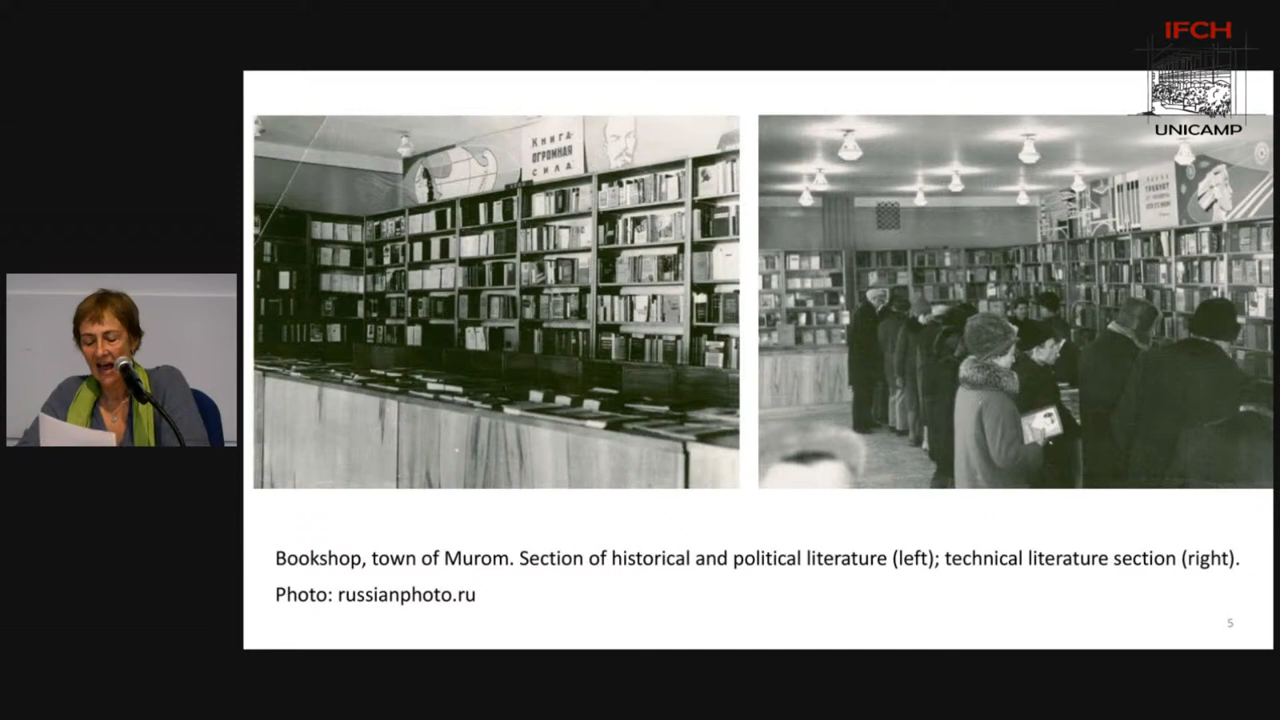 IFCH
UNICAMP
Книга-
ОГРОМНАЯ
СИЛА
ТРЕБУЕТ
Bookshop, town of Murom. Section of historical and political literature (left); technical literature section (right).
Photo: russianphoto.ru
5